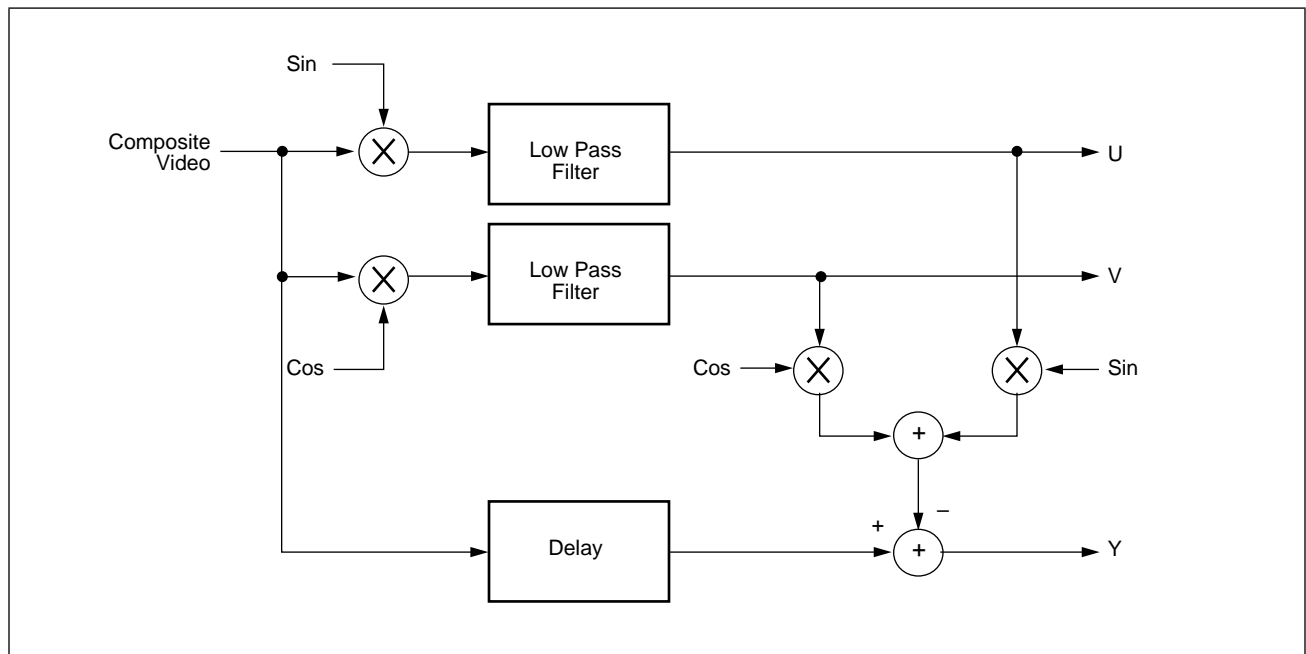 Sin
Composite
Video
Low Pass
Filter
U
Low Pass
Filter
V
Cos
Cos
Sin
+
–
+
Delay
+
Y